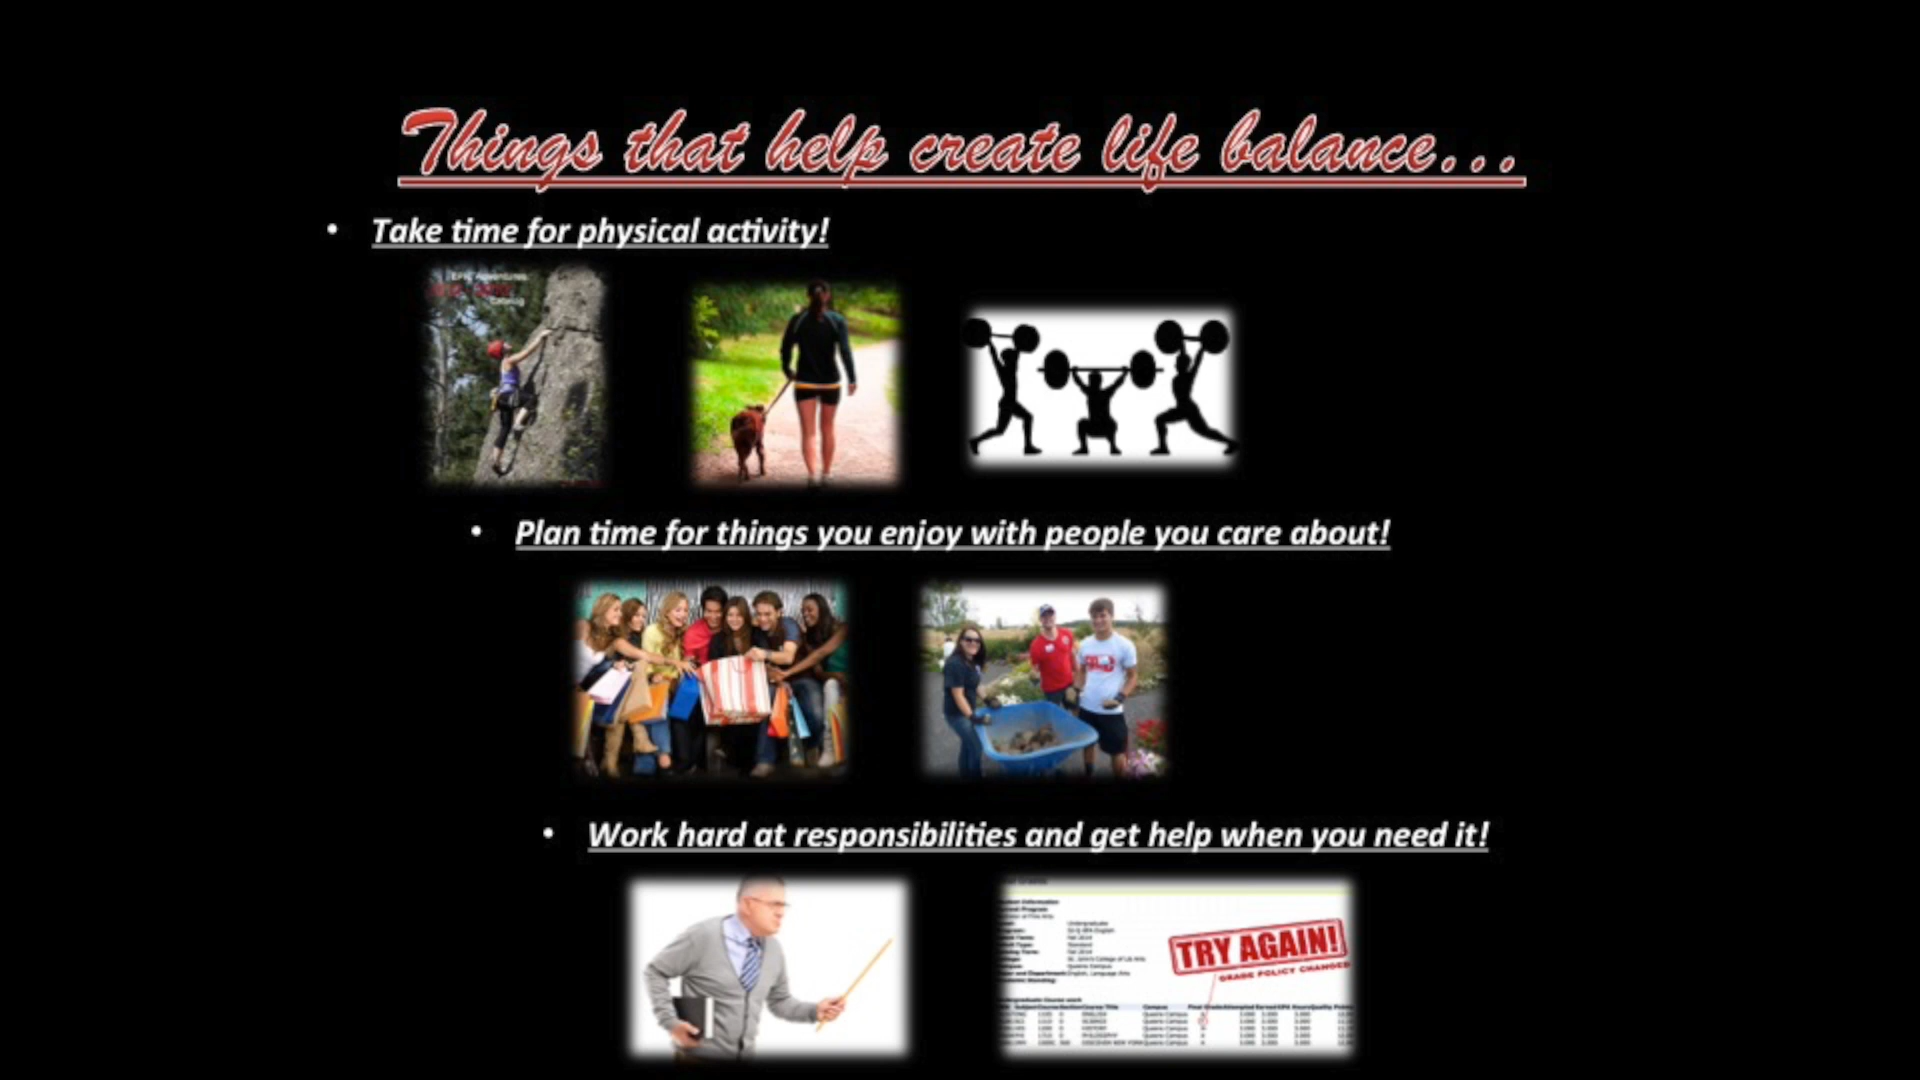 Things that help create life balance...
• Take time for physical activity!
Catalog
• Plan time for things you enjoy with people you care about!
• Work hard at responsibilities and get help when you need it!
TRY AGAIN!
GRADE POLICY CHANGED